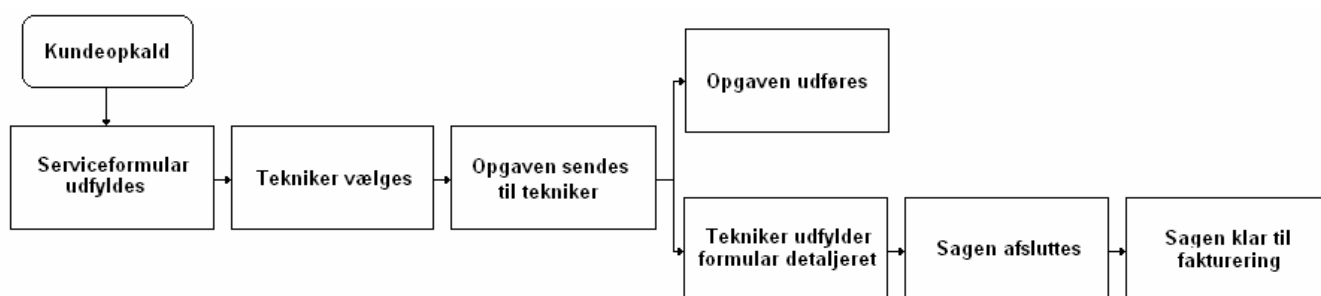 Kundeopkald
Serviceformular
udfyldes
Tekniker vælges
Opgaven sendes
til tekniker
Opgaven udføres
Tekniker udfylder
formular detaljeret
Sagen afsluttes
Sagen klar til
fakturering